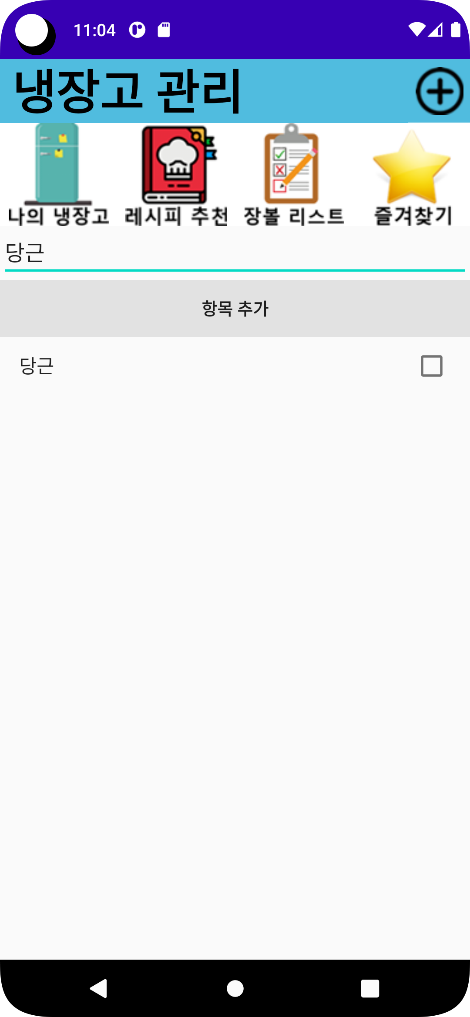 11:04
냉장고 관리
나의 냉장고 레시피 추천 장볼 리스트 즐겨찾기
당근
항목 추가
당근